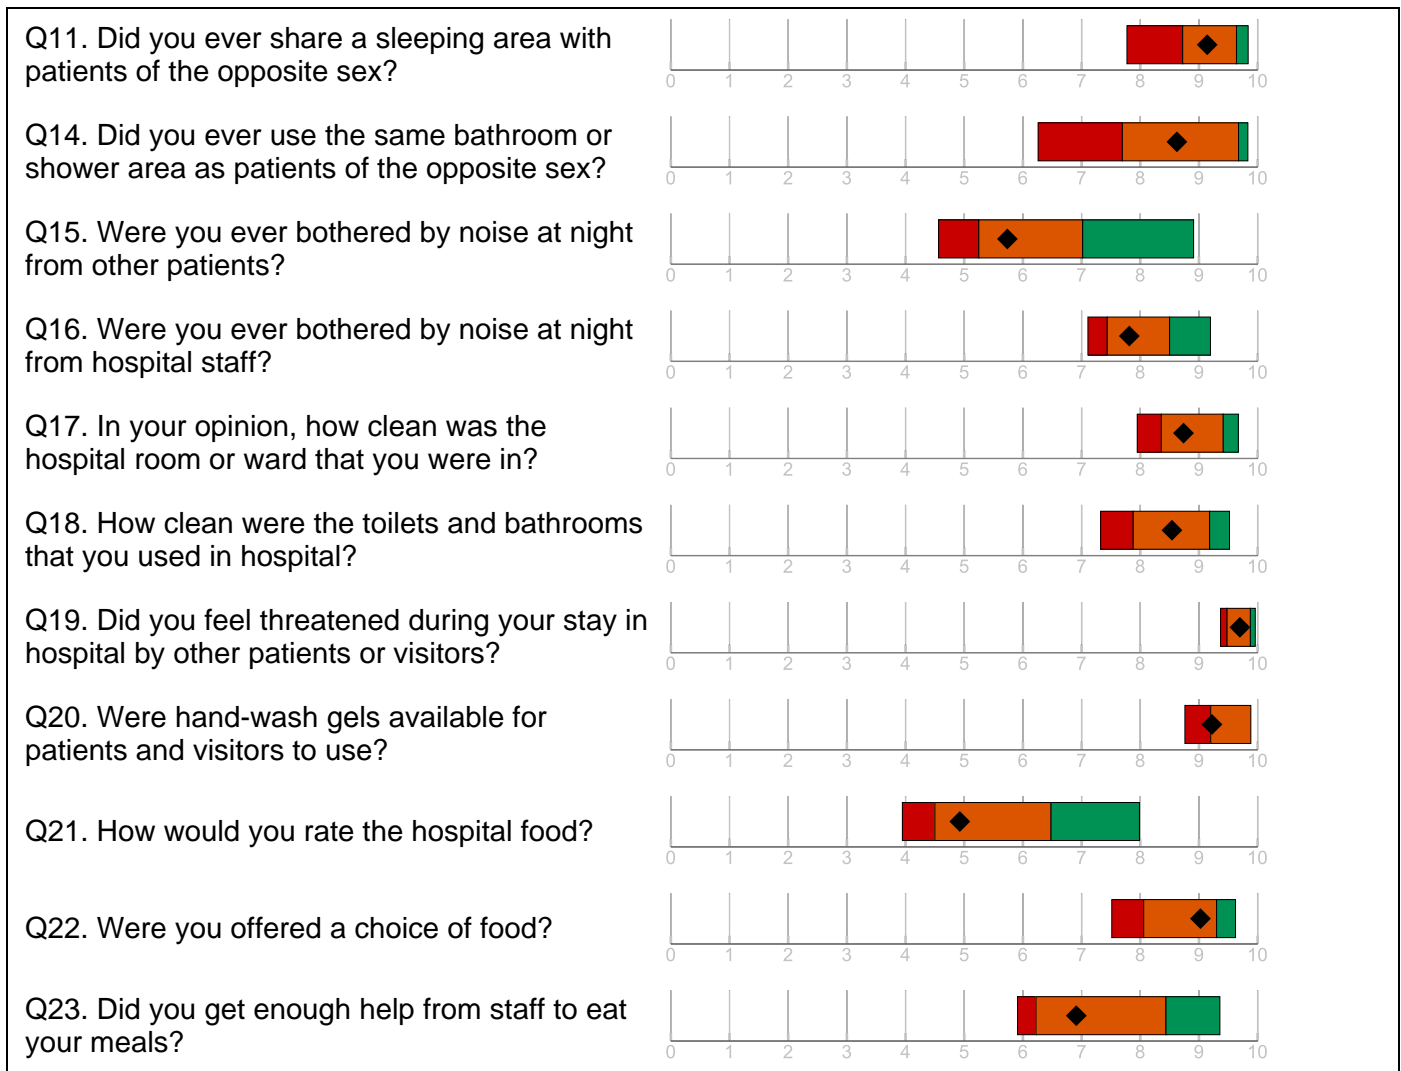 Q11. Did you ever share a sleeping area with
patients of the opposite sex?
0 1 2 3 4 5 6 7 8 9 10
Q14. Did you ever use the same bathroom or
shower area as patients of the opposite sex?
0 1 2 3 4 5 6 7 8 9 10
Q15. Were you ever bothered by noise at night
from other patients?
0 1 2 3 4 5 6 7 8 9 10
Q16. Were you ever bothered by noise at night
from hospital staff?
0 1 2 3 4 5 6 7 8 9 10
Q17. In your opinion, how clean was the
hospital room or ward that you were in?
0 1 2 3 4 5 6 7 8 9 10
Q18. How clean were the toilets and bathrooms
that you used in hospital?
0 1 2 3 4 5 6 7 8 9 10
Q19. Did you feel threatened during your stay in
hospital by other patients or visitors?
0 1 2 3 4 5 6 7 8 9 10
Q20. Were hand-wash gels available for
patients and visitors to use?
0 1 2 3 4 5 6 7 8 9 10
Q21. How would you rate the hospital food?
0 1 2 3 4 5 6 7 8 9 10
Q22. Were you offered a choice of food?
0 1 2 3 4 5 6 7 8 9 10
Q23. Did you get enough help from staff to eat
your meals?
0 1 2 3 4 5 6 7 8 9 10